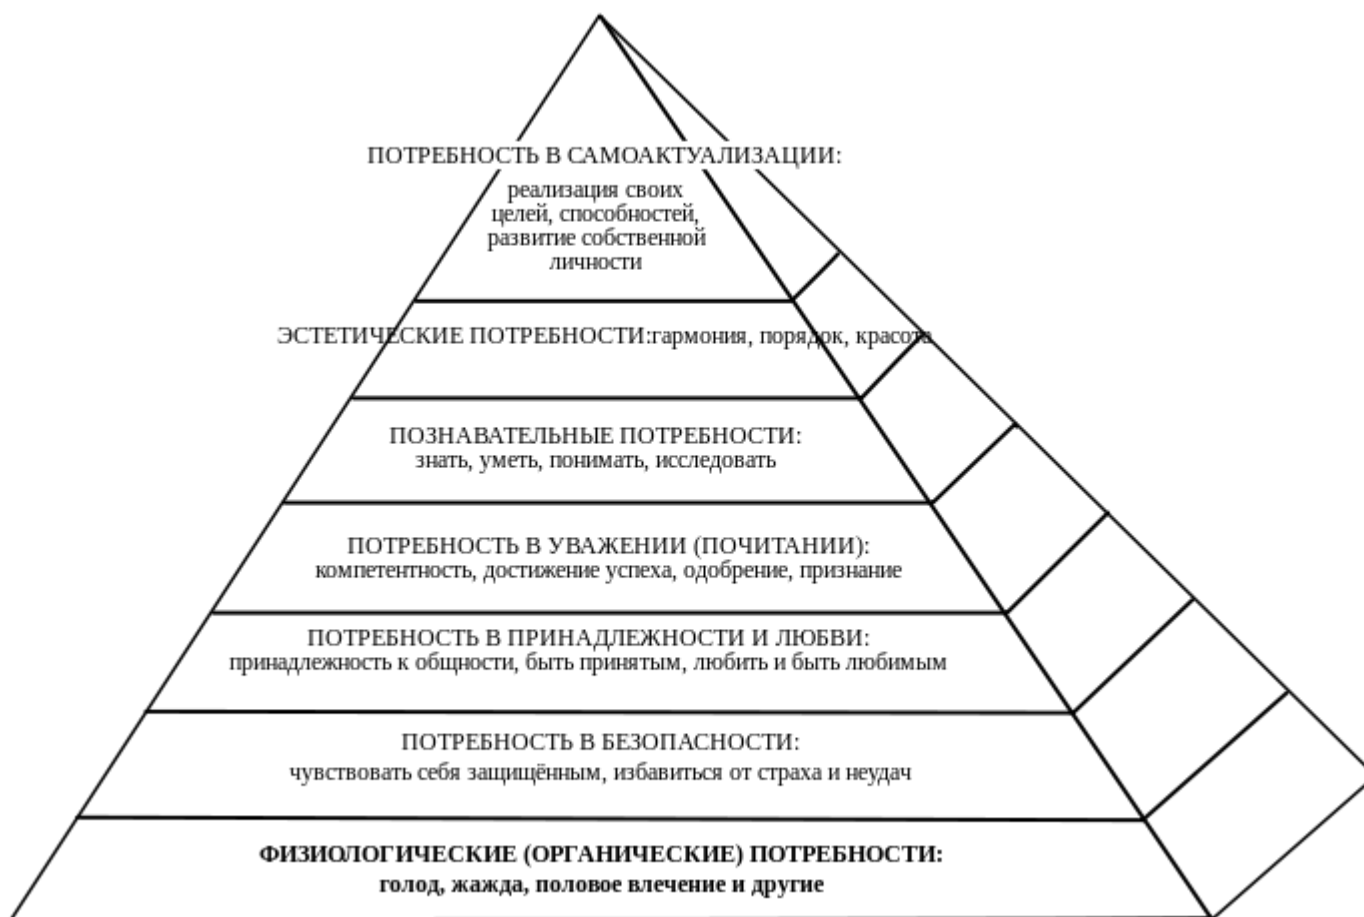 ПОТРЕБНОСТЬ В САМОАКТУАЛИЗАЦИИ:
реализация своих
целей, способностей,
развитие собственной
личности
ЭСТЕТИЧЕСКИЕ ПОТРЕБНОСТИ:гармония, порядок, красота
ПОЗНАВАТЕЛЬНЫЕ ПОТРЕБНОСТИ:
знать, уметь, понимать, исследовать
ПОТРЕБНОСТЬ В УВАЖЕНИИ (ПОЧИТАНИИ):
компетентность, достижение успеха, одобрение, признание
ПОТРЕБНОСТЬ В ПРИНАДЛЕЖНОСТИ И ЛЮБВИ:
принадлежность к общности, быть принятым, любить и быть любимым
ПОТРЕБНОСТЬ В БЕЗОПАСНОСТИ:
чувствовать себя защищённым, избавиться от страха и неудач
ФИЗИОЛОГИЧЕСКИЕ (ОРГАНИЧЕСКИЕ) ПОТРЕБНОСТИ:
голод, жажда, половое влечение и другие